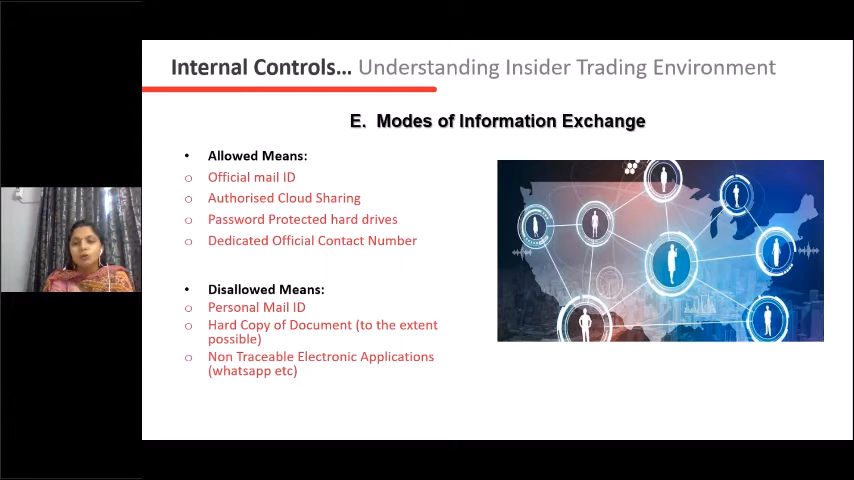 Internal Controls... Understanding Insider Trading Environment
E. Modes of Information Exchange
• Allowed Means:
o Official mail ID
o Authorised Cloud Sharing
o Password Protected hard drives
o Dedicated Official Contact Number
• Disallowed Means:
o Personal Mail ID
o Hard Copy of Document (to the extent
possible)
o Non Traceable Electronic Applications
(whatsapp etc)